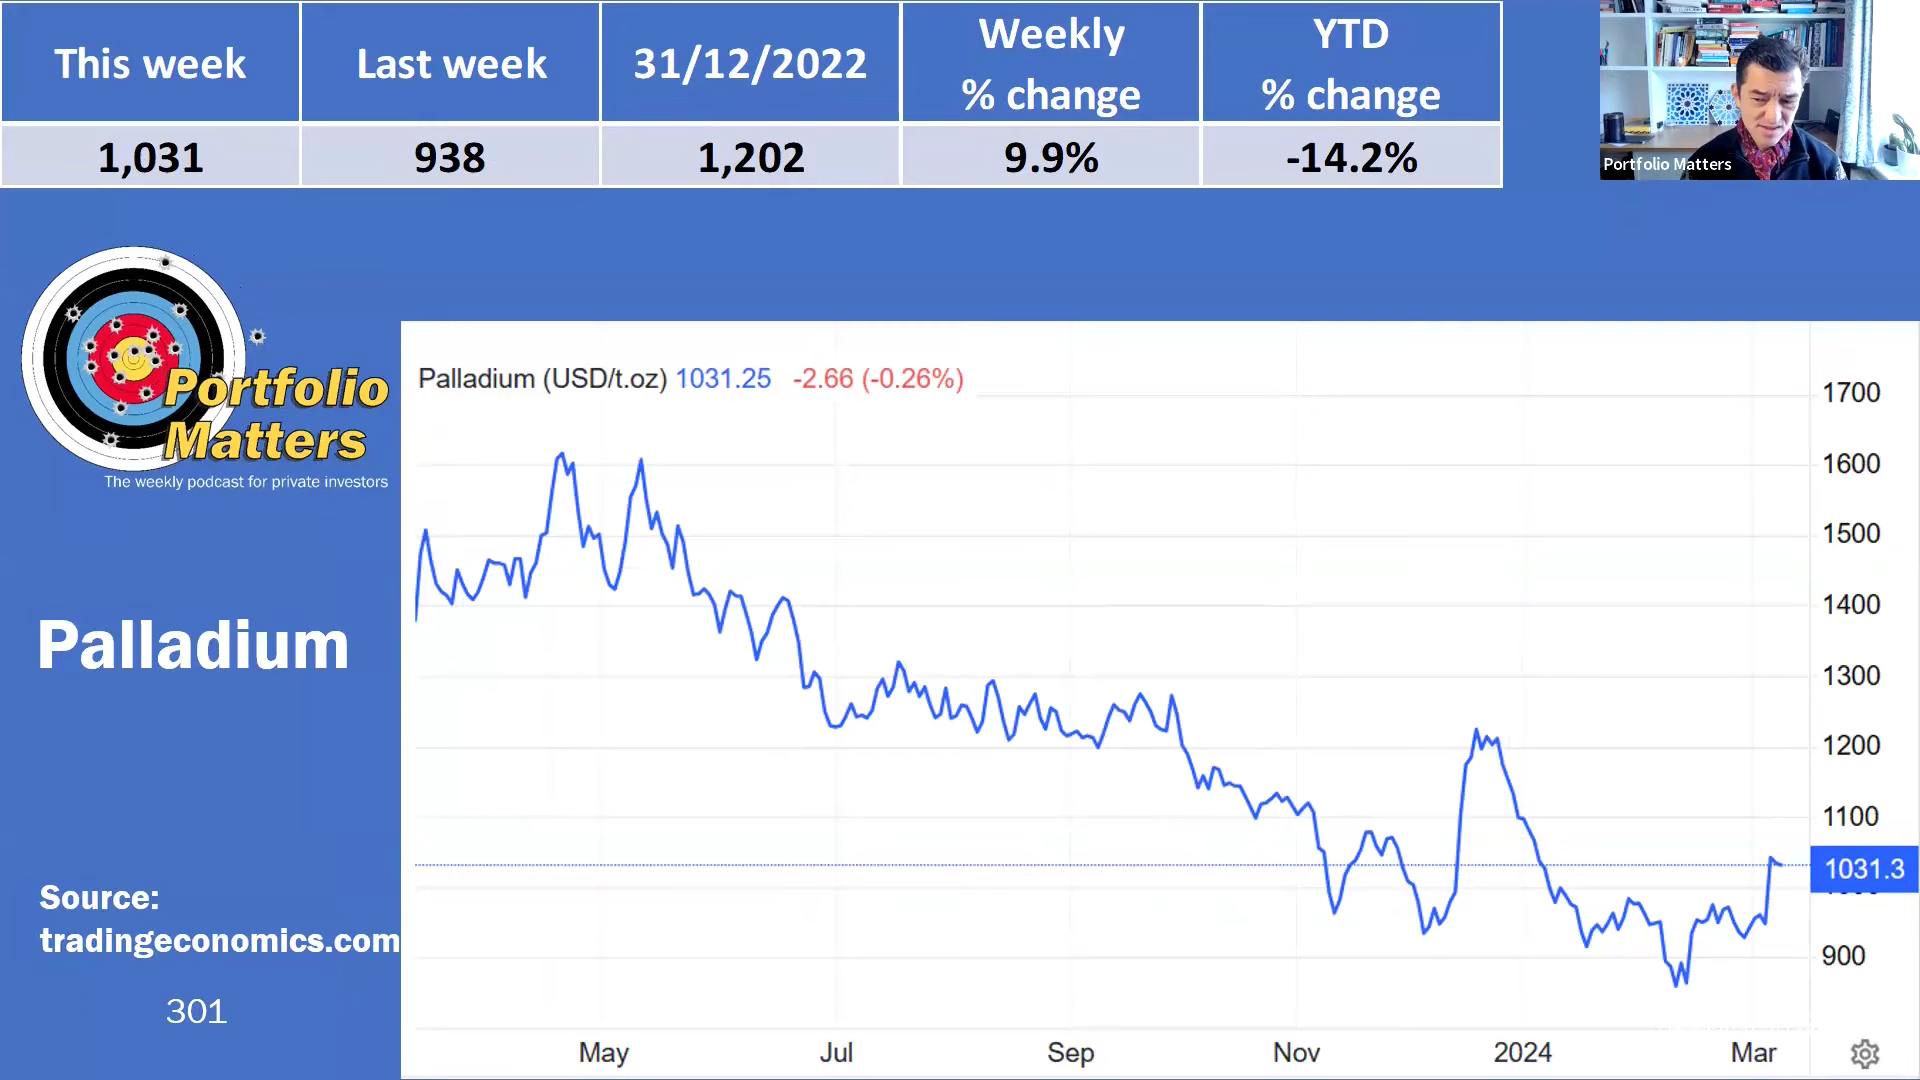 This week
Last week
31/12/2022
Weekly
% change
YTD
% change
1,031
938
1,202
9.9%
-14.2%
Portfolio Matters
Portfolio
Matters
The weekly podcast for private investors
Palladium
Source:
tradingeconomics.com
301
Palladium (USD/t.oz) 1031.25 -2.66 (-0.26%)
1700
1600
1500
1400
1300
1200
1100
1031.3
900
May
Jul
Sep
Nov
2024
Mar